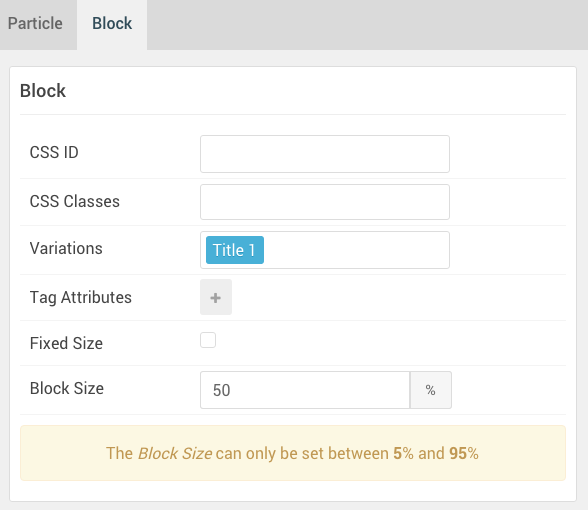 Particle Block
Block
CSS ID
CSS Classes
Variations Title 1
Tag Attributes +
Fixed Size
Block Size 50 %
The Block Size can only be set between 5% and 95%